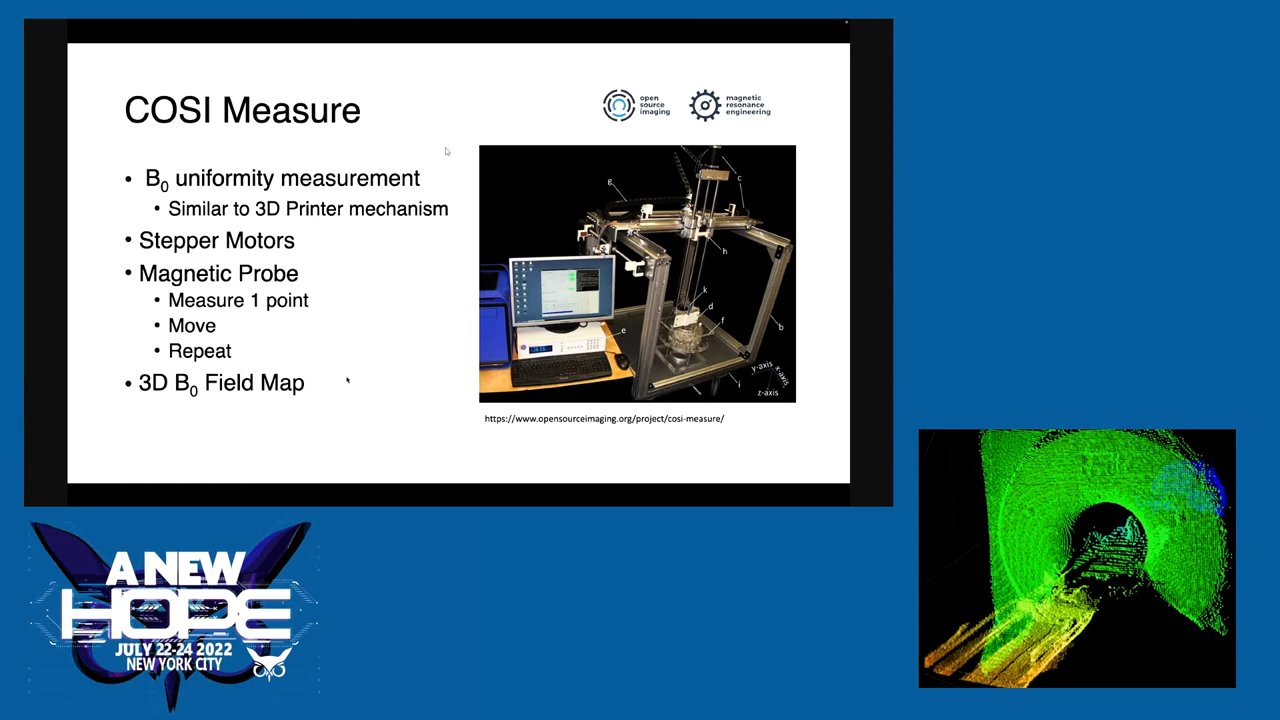 COSI Measure
open
source
imaging
magnetic
resonance
engineering
• B0 uniformity measurement
• Similar to 3D Printer mechanism
• Stepper Motors
• Magnetic Probe
• Measure 1 point
• Move
• Repeat
• 3D B0 Field Map
g
c
h
k
d
f
e
b
i
y-axis
x-axis
z-axis
https://www.opensourceimaging.org/project/cosi-measure/
A NEW
HOPE
JULY 22-24 2022
NEW YORK CITY